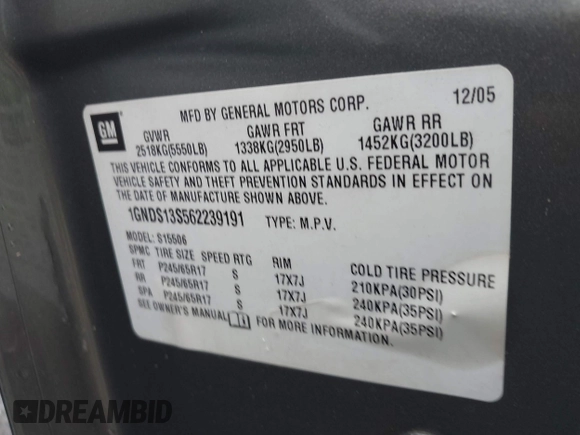 MFD BY GENERAL MOTORS CORP. 12/05
GM
GVWR GAWR FRT GAWR RR
2518KG(5550LB) 1338KG(2950LB) 1452KG(3200LB)
THIS VEHICLE CONFORMS TO ALL APPLICABLE U.S. FEDERAL MOTOR
VEHICLE SAFETY AND THEFT PREVENTION STANDARDS IN EFFECT ON
THE DATE OF MANUFACTURE SHOWN ABOVE.
1GNDS13S562239191 TYPE: M.P.V.
MODEL: S15506
SPMC TIRE SIZE SPEED RTG RIM COLD TIRE PRESSURE
FRT P245/65R17 S 17X7J 210KPA(30PSI)
RR P245/65R17 S 17X7J 240KPA(35PSI)
SPA P245/65R17 S 17X7J 240KPA(35PSI)
SEE OWNER'S MANUAL FOR MORE INFORMATION.
DREAMBID